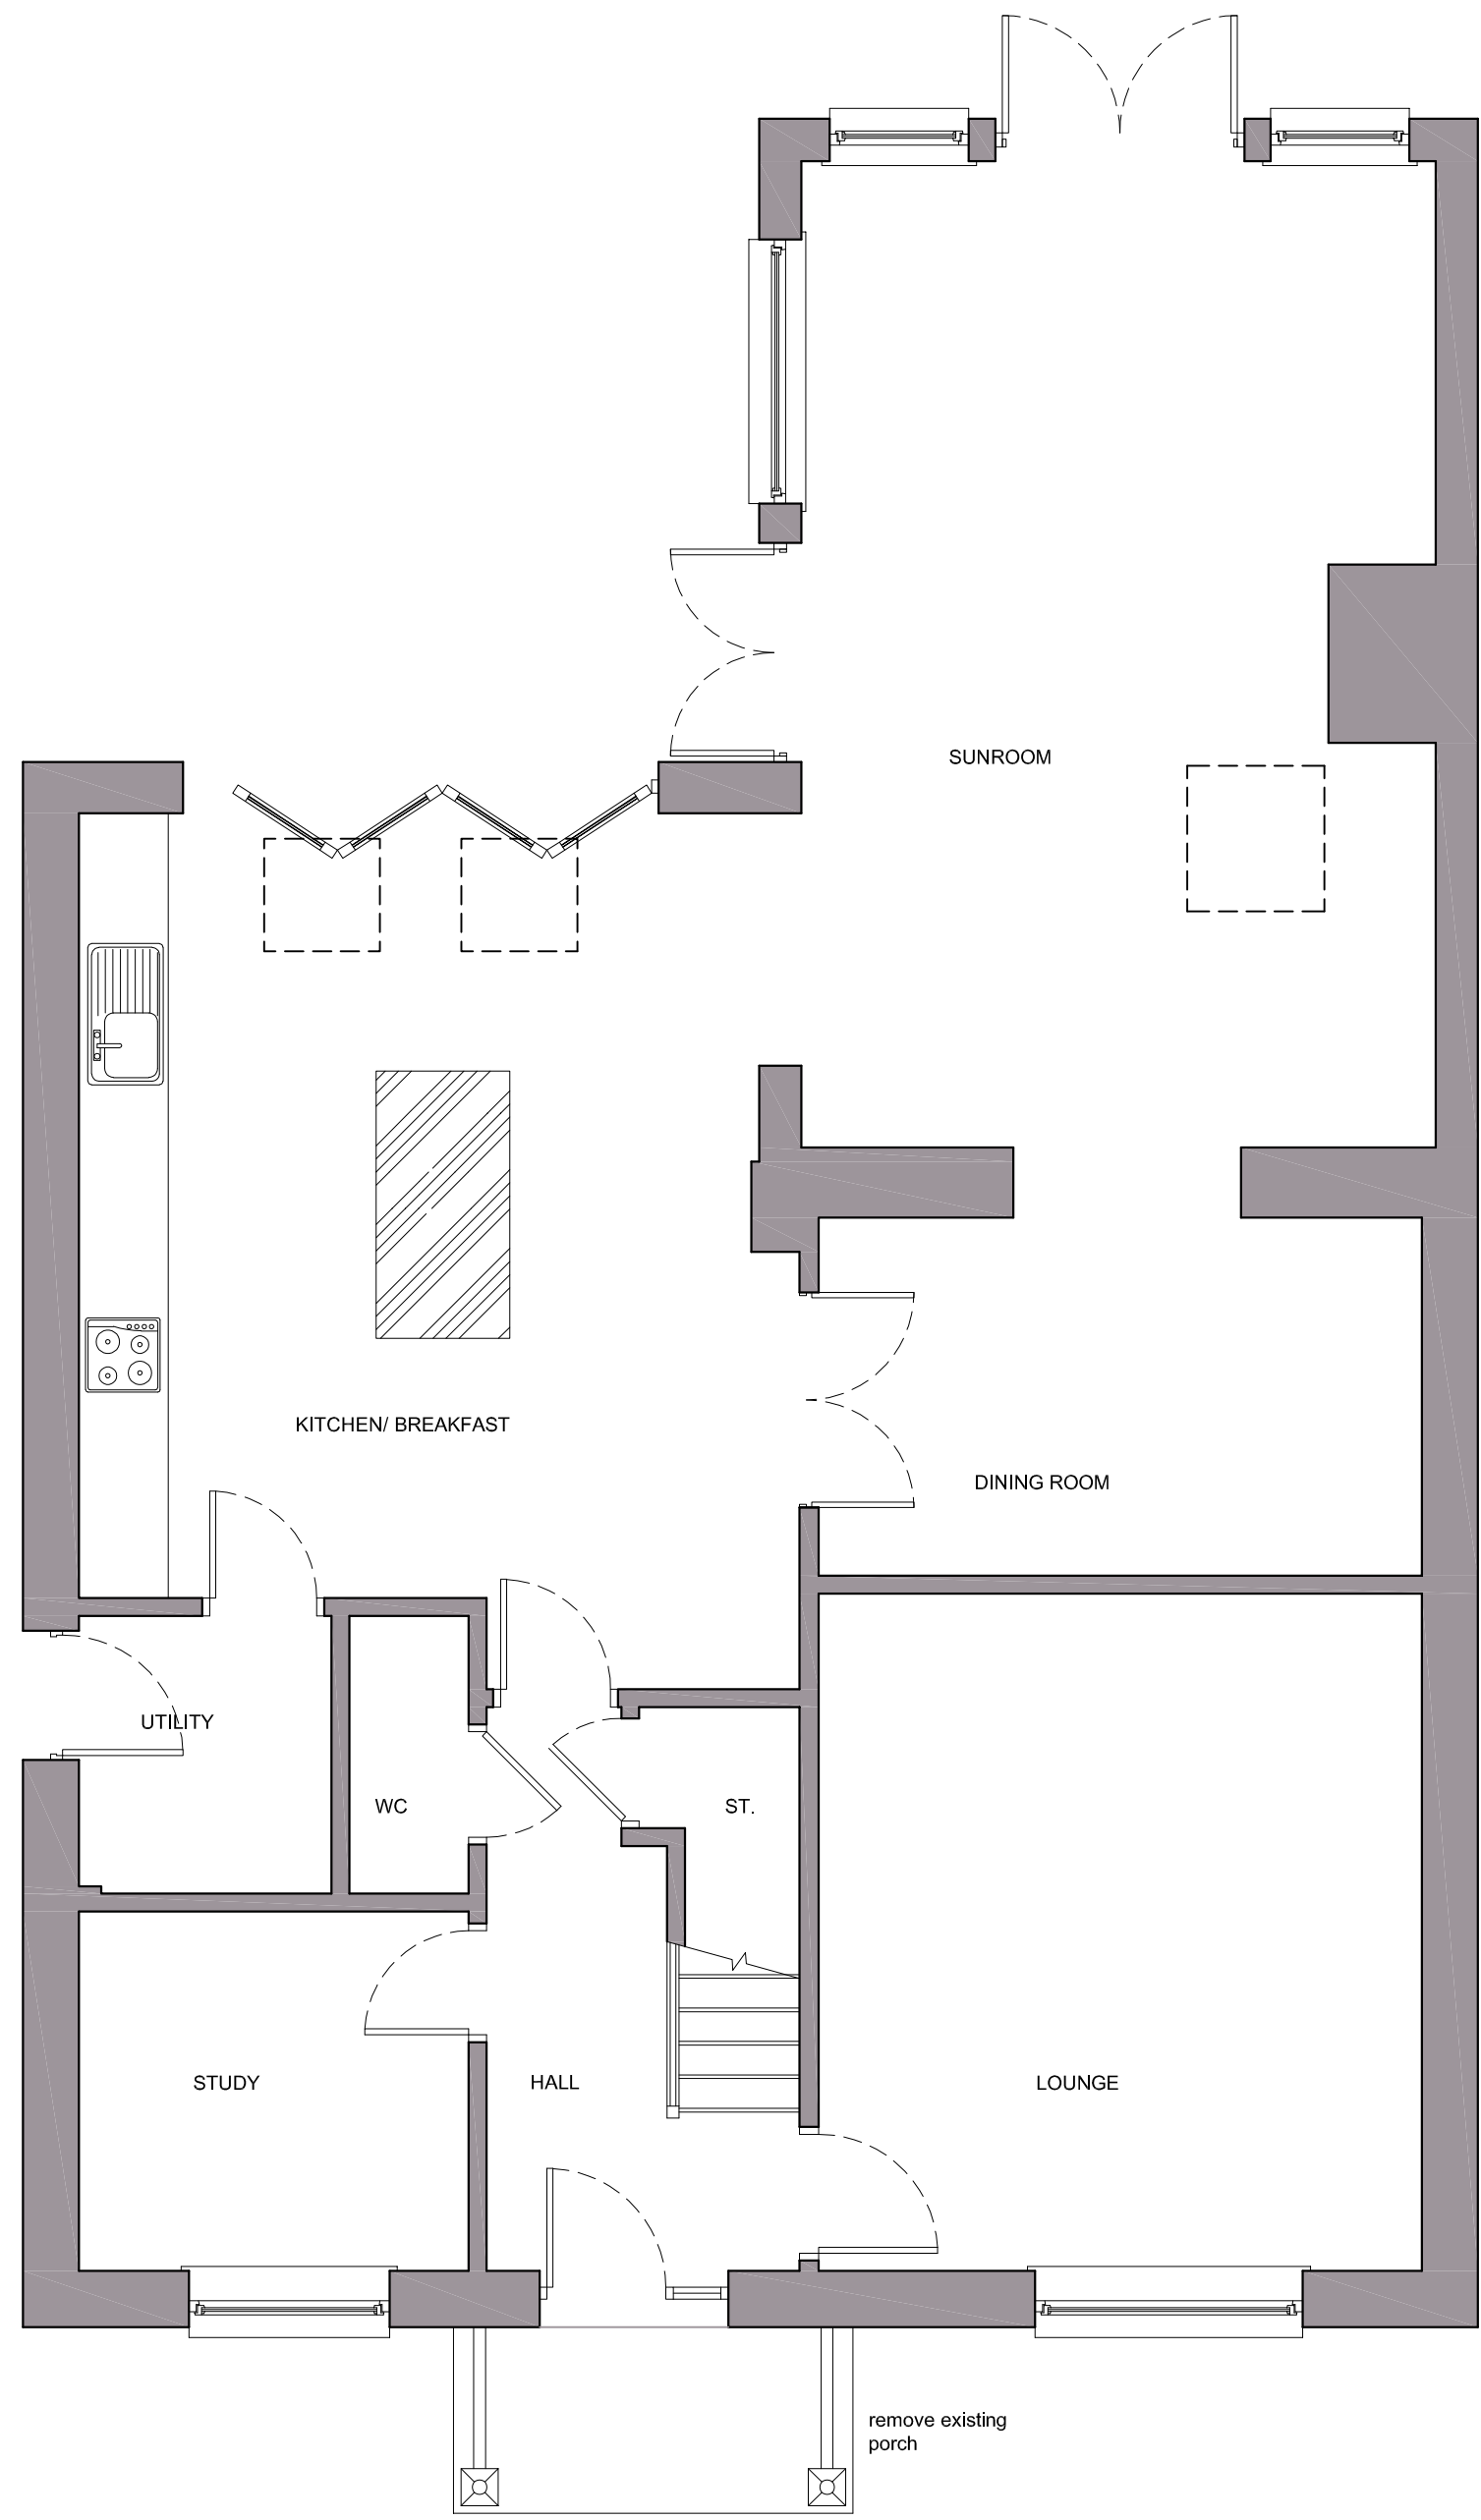 SUNROOM
KITCHEN/ BREAKFAST
DINING ROOM
UTILITY
WC
ST.
STUDY
HALL
LOUNGE
remove existing
porch